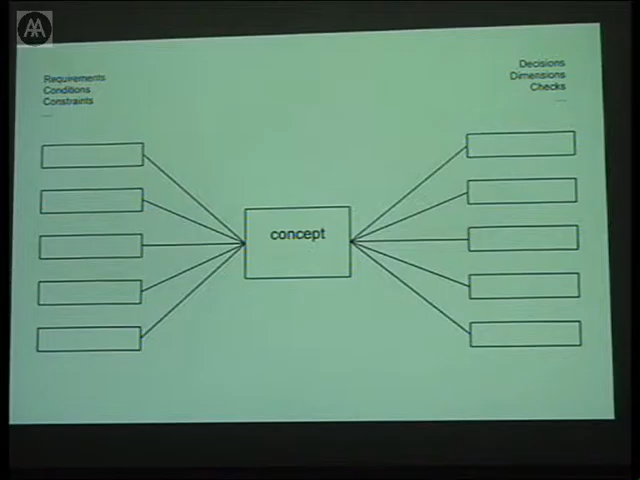 AA
Requirements
Conditions
Constraints
Decisions
Dimensions
Checks
concept